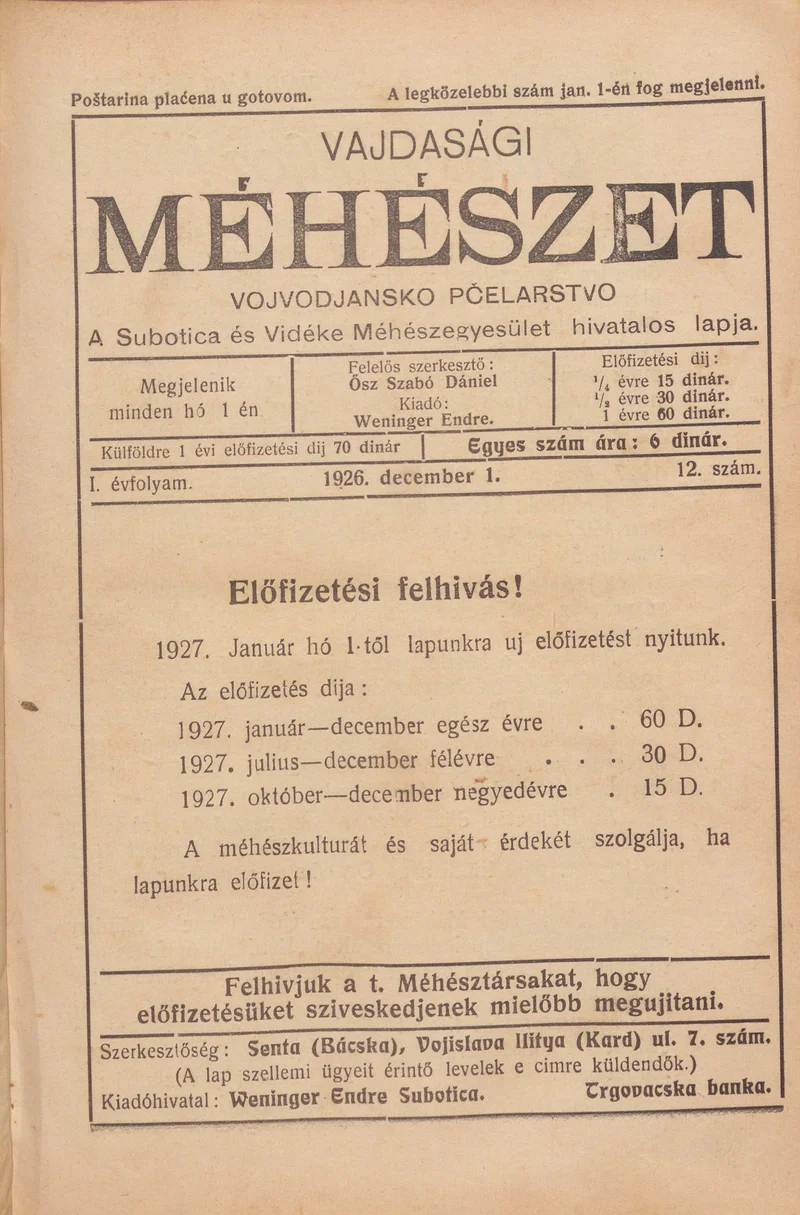 Poštarina plaćena u gotovom. A legközelebbi szám jan. 1-én fog megjelenni.
VAJDASÁGI
MÉHÉSZET
VOJVODJANSKO PČELARSTVO
A Subotica és Vidéke Méhészegyesület hivatalos lapja.
Megjelenik
minden hó 1 én
Felelős szerkesztő:
Ősz Szabó Dániel
Kiadó:
Weninger Endre.
Előfizetési dij:
1/4 évre 15 dinár.
1/2 évre 30 dinár.
1 évre 60 dinár.
Külföldre 1 évi előfizetési dij 70 dinár
Egyes szám ára: 6 dinár.
I. évfolyam. 1926. december 1. 12. szám.
Előfizetési felhivás!
1927. Január hó 1-től lapunkra uj előfizetést nyitunk.
Az előfizetés dija:
1927. január—december egész évre . . 60 D.
1927. julius—december félévre . . . 30 D.
1927. október—december negyedévre . 15 D.
A méhészkulturát és saját érdekét szolgálja, ha
lapunkra előfizet!
Felhivjuk a t. Méhésztársakat, hogy
előfizetésüket sziveskedjenek mielőbb megujitani.
Szerkesztőség: Senta (Bácska), Vojislava Ilitya (Kard) ul. 7. szám.
(A lap szellemi ügyeit érintő levelek e cimre küldendők.)
Kiadóhivatal: Weninger Endre Subotica. Trgovacska banka.